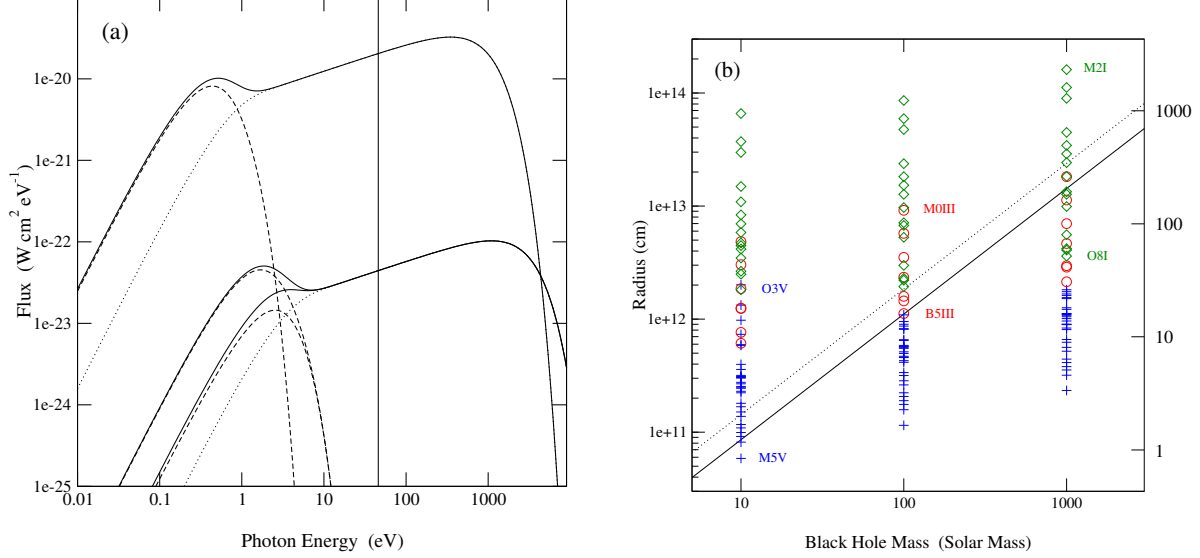 (a)
Flux (W cm² eV⁻¹)
1e-20
1e-21
1e-22
1e-23
1e-24
1e-25
0.01
0.1
1
10
100
1000
Photon Energy (eV)
(b)
Radius (cm)
1e+14
1e+13
1e+12
1e+11
M2I
M0III
O8I
O3V
B5III
M5V
1000
100
10
1
10
100
1000
Black Hole Mass (Solar Mass)